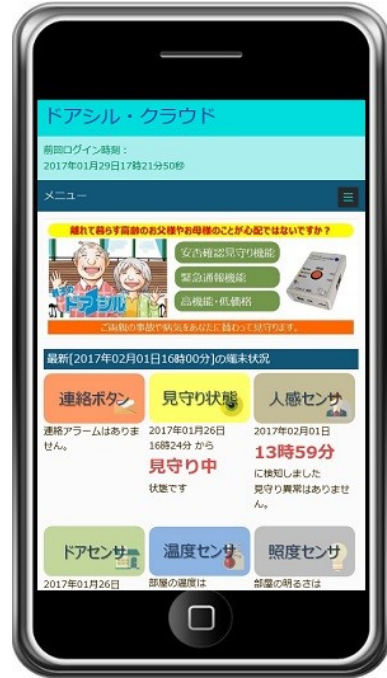 ドアシル・クラウド
前回ログイン時刻：
2017年01月29日17時21分50秒
メニュー
離れて暮らす高齢のお父様やお母様のことが心配ではないですか？
安否確認見守り機能
緊急通報機能
高機能・低価格
ドアシル
ご両親の事故や病気をあなたに替わって見守ります。
最新[2017年02月01日16時00分]の端末状況
連絡ボタン
見守り状態
人感センサ
連絡アラームはありません。
2017年01月26日
16時24分 から
見守り中
状態です
2017年02月01日
13時59分
に検知しました
見守り異常はありません。
ドアセンサ
温度センサ
照度センサ
2017年01月26日
部屋の温度は
部屋の明るさは